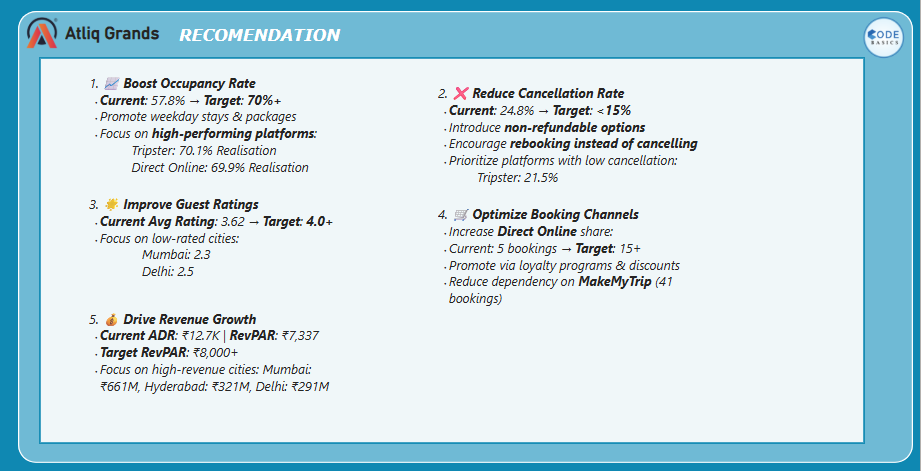 Atliq Grands
RECOMENDATION
CODE
BASICS
1. 📈 Boost Occupancy Rate
· Current: 57.8% → Target: 70%+
· Promote weekday stays & packages
· Focus on high-performing platforms:
Tripster: 70.1% Realisation
Direct Online: 69.9% Realisation
2. ❌ Reduce Cancellation Rate
· Current: 24.8% → Target: <15%
· Introduce non-refundable options
· Encourage rebooking instead of cancelling
· Prioritize platforms with low cancellation:
Tripster: 21.5%
3. 🌟 Improve Guest Ratings
· Current Avg Rating: 3.62 → Target: 4.0+
· Focus on low-rated cities:
Mumbai: 2.3
Delhi: 2.5
4. 🛒 Optimize Booking Channels
· Increase Direct Online share:
· Current: 5 bookings → Target: 15+
· Promote via loyalty programs & discounts
· Reduce dependency on MakeMyTrip (41
bookings)
5. 💰 Drive Revenue Growth
· Current ADR: ₹12.7K | RevPAR: ₹7,337
· Target RevPAR: ₹8,000+
· Focus on high-revenue cities: Mumbai:
₹661M, Hyderabad: ₹321M, Delhi: ₹291M